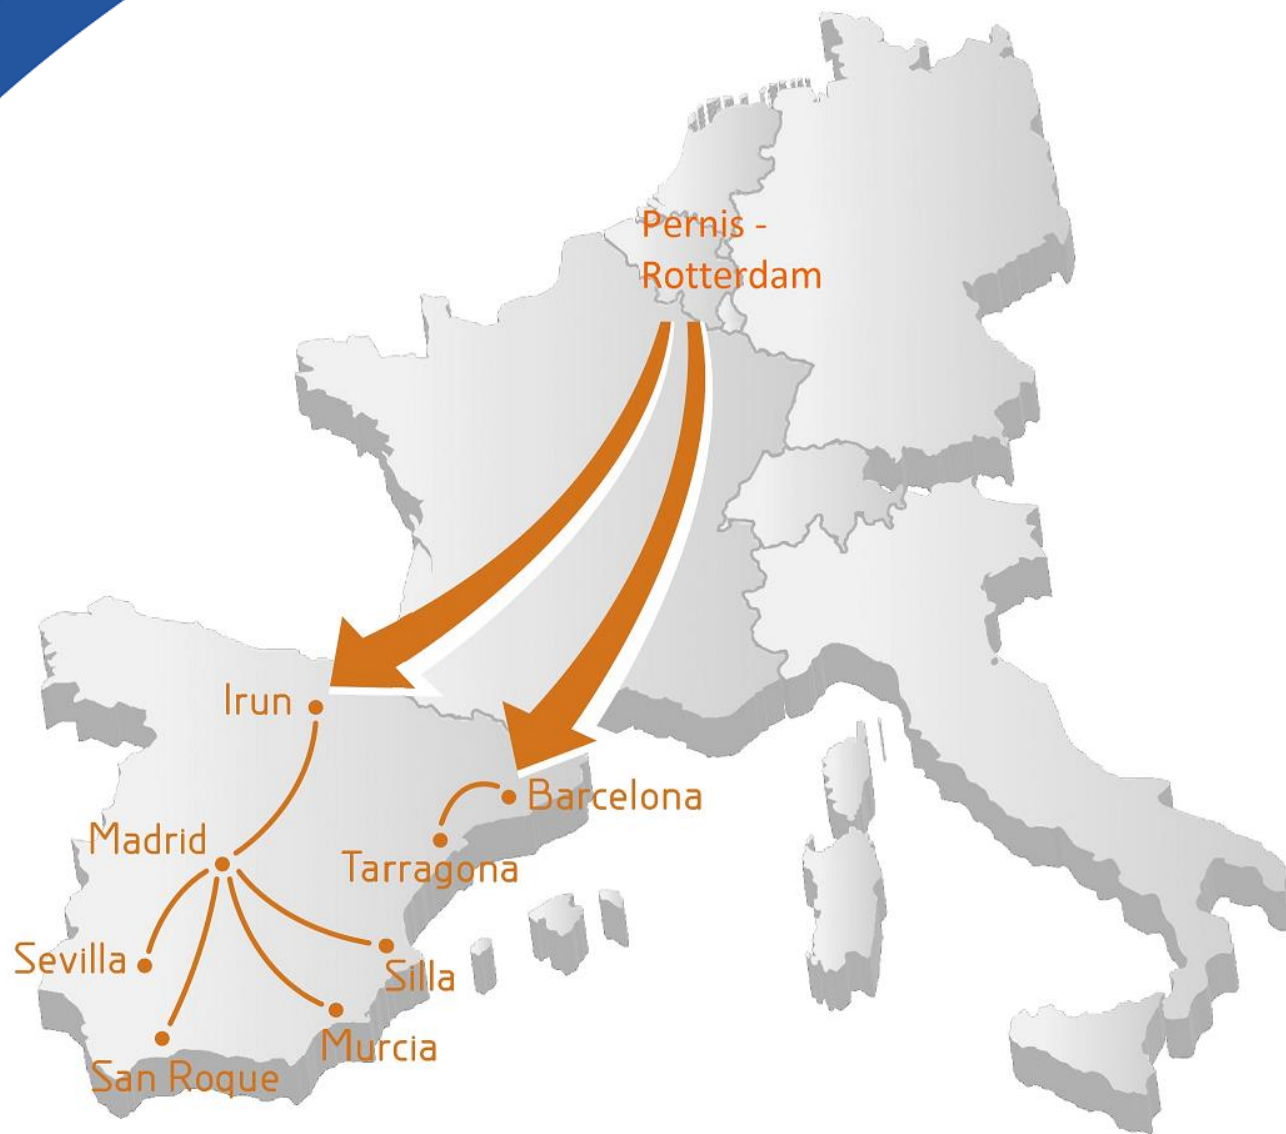 Pernis -
Rotterdam
Irun
Barcelona
Madrid
Tarragona
Sevilla
Silla
Murcia
San Roque